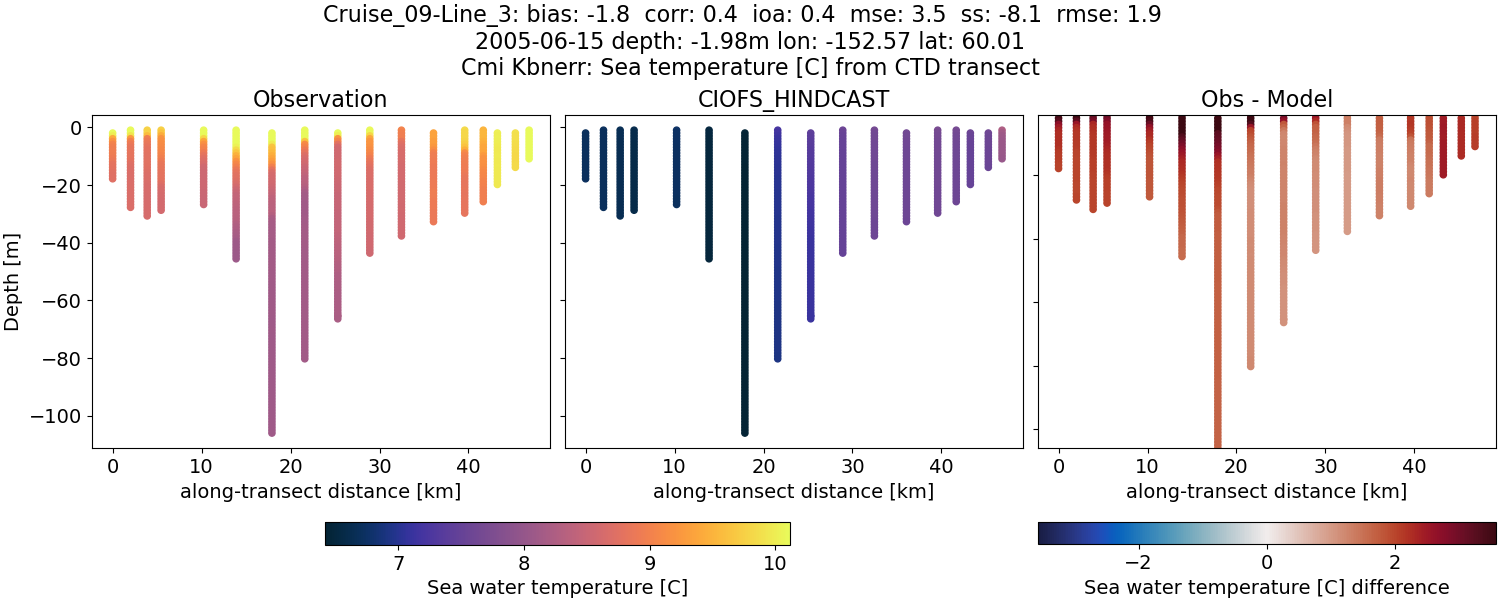 Cruise_09-Line_3: bias: -1.8  corr: 0.4  ioa: 0.4  mse: 3.5  ss: -8.1  rmse: 1.9
2005-06-15 depth: -1.98m lon: -152.57 lat: 60.01
Cmi Kbnerr: Sea temperature [C] from CTD transect
Observation
CIOFS_HINDCAST
Obs - Model
Depth [m]
0
−20
−40
−60
−80
−100
0 10 20 30 40
0 10 20 30 40
0 10 20 30 40
along-transect distance [km]
along-transect distance [km]
along-transect distance [km]
7 8 9 10
Sea water temperature [C]
−2 0 2
Sea water temperature [C] difference